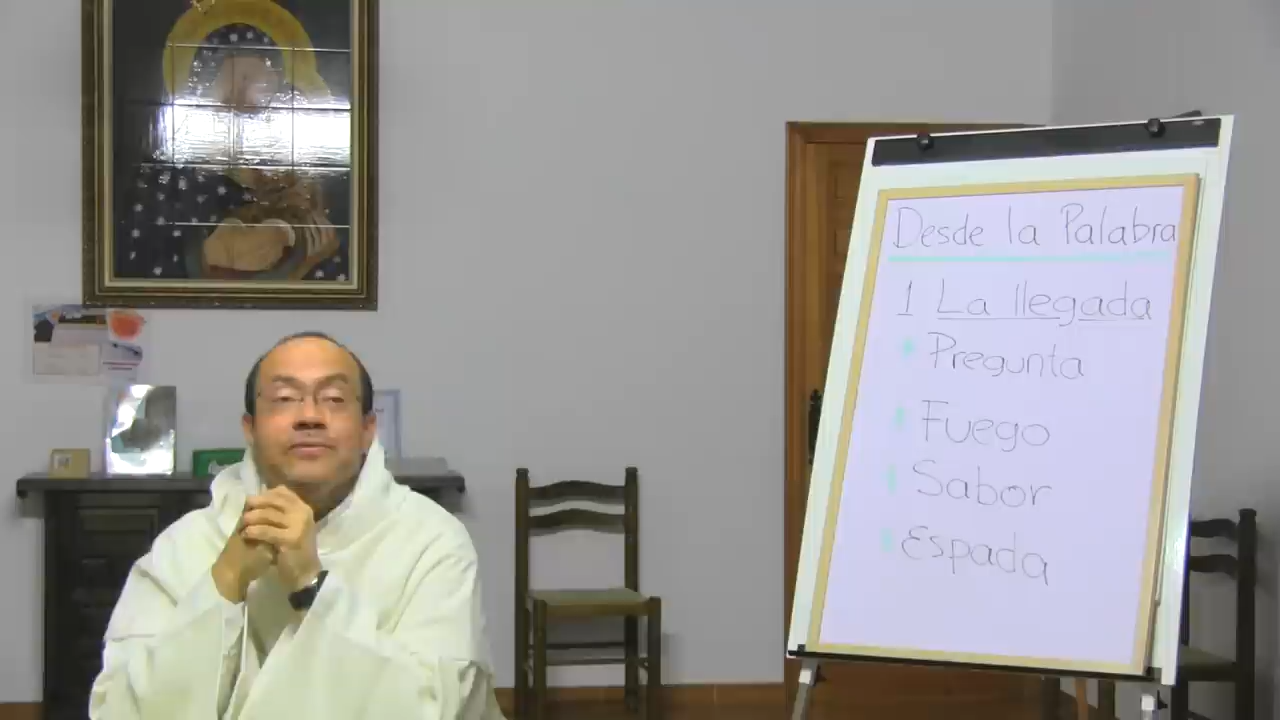 Desde la Palabra
1 La llegada
Pregunta
Fuego
Sabor
Espada